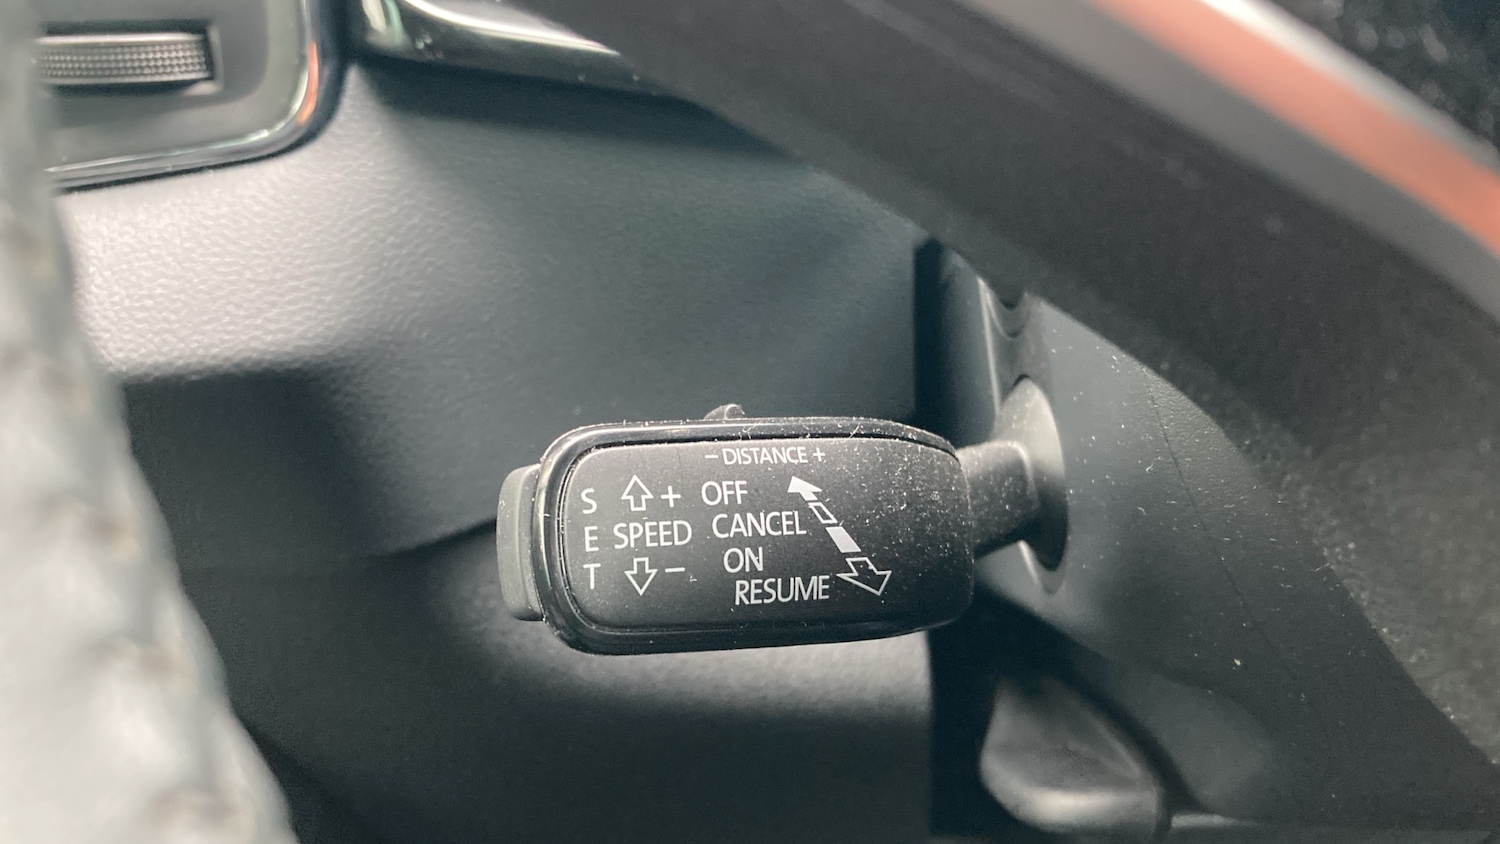 – DISTANCE +
S + OFF
E SPEED CANCEL
T – ON
RESUME